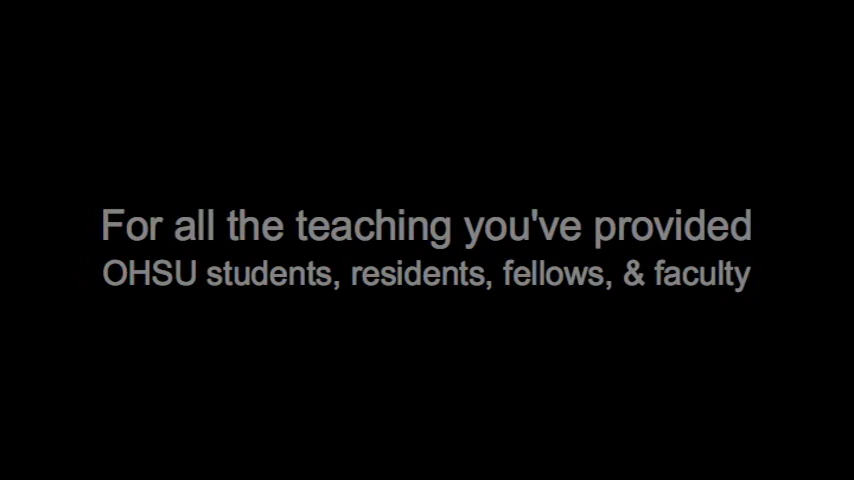 For all the teaching you've provided
OHSU students, residents, fellows, & faculty